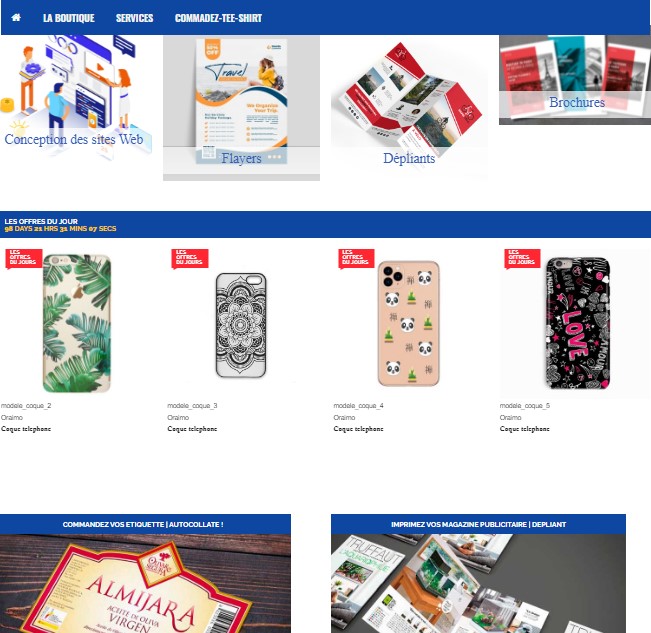 LA BOUTIQUE SERVICES COMMADEZ-TEE-SHIRT
50%
OFF
Travel
We Organize
Your Trip
Conception des sites Web
Flayers
Dépliants
Brochures
LES OFFRES DU JOUR
98 DAYS 21 HRS 31 MINS 07 SECS
LES
OFFRES
DU JOURS
LES
OFFRES
DU JOURS
LES
OFFRES
DU JOURS
LES
OFFRES
DU JOURS
LOVE
modele_coque_2
Oraimo
Coque telephone
modele_coque_3
Oraimo
Coque telephone
modele_coque_4
Oraimo
Coque telephone
modele_coque_5
Oraimo
Coque telephone
COMMANDEZ VOS ETIQUETTE | AUTOCOLLATE !
IMPRIMEZ VOS MAGAZINE PUBLICITAIRE | DEPLIANT
ALMIJARA
ACEITE DE OLIVA
VIRGEN
TRUFFAUT